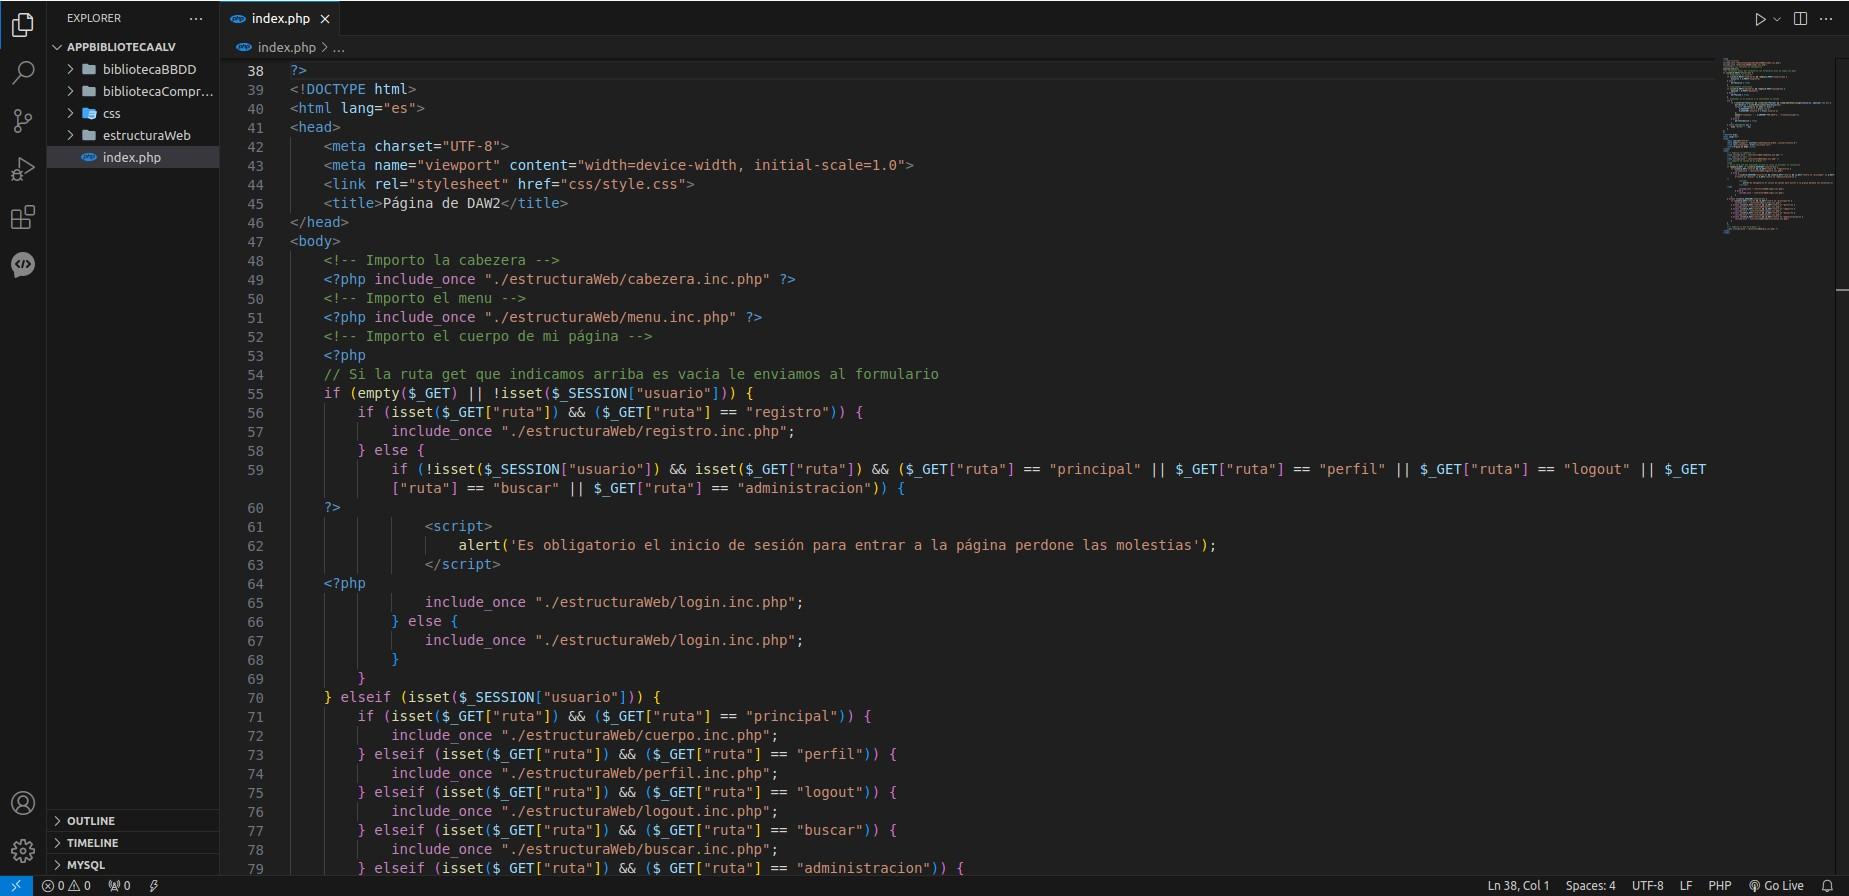 EXPLORER
APPBIBLIOTECAALV
bibliotecaBBDD
bibliotecaCompr...
css
estructuraWeb
index.php
OUTLINE
TIMELINE
MYSQL
index.php
index.php > ...
38 ?>
39 <!DOCTYPE html>
40 <html lang="es">
41 <head>
42 <meta charset="UTF-8">
43 <meta name="viewport" content="width=device-width, initial-scale=1.0">
44 <link rel="stylesheet" href="css/style.css">
45 <title>Página de DAW2</title>
46 </head>
47 <body>
48 <!-- Importo la cabezera -->
49 <?php include_once "./estructuraWeb/cabezera.inc.php" ?>
50 <!-- Importo el menu -->
51 <?php include_once "./estructuraWeb/menu.inc.php" ?>
52 <!-- Importo el cuerpo de mi página -->
53 <?php
54 // Si la ruta get que indicamos arriba es vacia le enviamos al formulario
55 if (empty($_GET) || !isset($_SESSION["usuario"])) {
56 if (isset($_GET["ruta"]) && ($_GET["ruta"] == "registro")) {
57 include_once "./estructuraWeb/registro.inc.php";
58 } else {
59 if (!isset($_SESSION["usuario"]) && isset($_GET["ruta"]) && ($_GET["ruta"] == "principal" || $_GET["ruta"] == "perfil" || $_GET["ruta"] == "logout" || $_GET
["ruta"] == "buscar" || $_GET["ruta"] == "administracion")) {
60 ?>
61 <script>
62 alert('Es obligatorio el inicio de sesión para entrar a la página perdone las molestias');
63 </script>
64 <?php
65 include_once "./estructuraWeb/login.inc.php";
66 } else {
67 include_once "./estructuraWeb/login.inc.php";
68 }
69 }
70 } elseif (isset($_SESSION["usuario"])) {
71 if (isset($_GET["ruta"]) && ($_GET["ruta"] == "principal")) {
72 include_once "./estructuraWeb/cuerpo.inc.php";
73 } elseif (isset($_GET["ruta"]) && ($_GET["ruta"] == "perfil")) {
74 include_once "./estructuraWeb/perfil.inc.php";
75 } elseif (isset($_GET["ruta"]) && ($_GET["ruta"] == "logout")) {
76 include_once "./estructuraWeb/logout.inc.php";
77 } elseif (isset($_GET["ruta"]) && ($_GET["ruta"] == "buscar")) {
78 include_once "./estructuraWeb/buscar.inc.php";
79 } elseif (isset($_GET["ruta"]) && ($_GET["ruta"] == "administracion")) {
0 0 0
Ln 38, Col 1 Spaces: 4 UTF-8 LF PHP Go Live